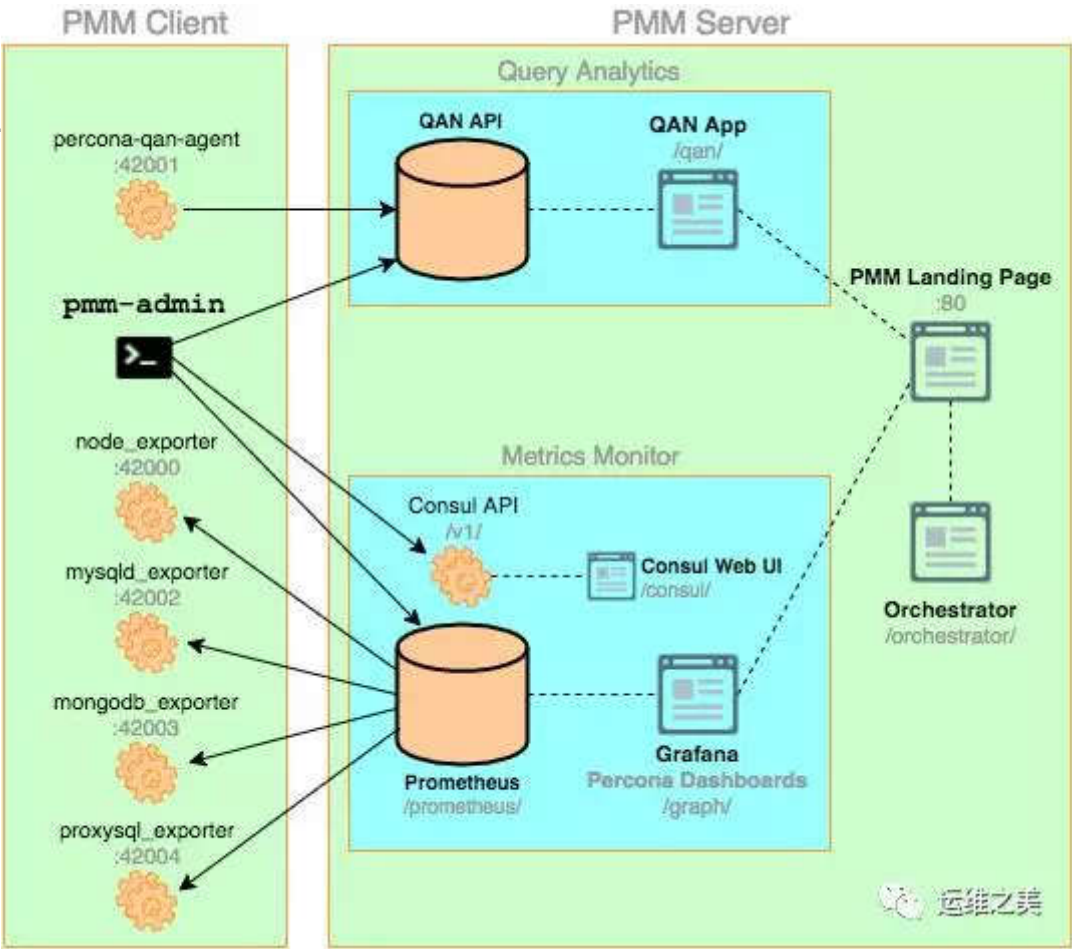 PMM Client
PMM Server
percona-qan-agent
:42001
pmm-admin
>_
node_exporter
:42000
mysqld_exporter
:42002
mongodb_exporter
:42003
proxysql_exporter
:42004
Query Analytics
QAN API
QAN App
/qan/
PMM Landing Page
:80
Metrics Monitor
Consul API
/v1/
Consul Web UI
/consul/
Prometheus
/prometheus/
Grafana
Percona Dashboards
/graph/
Orchestrator
/orchestrator/
运维之美